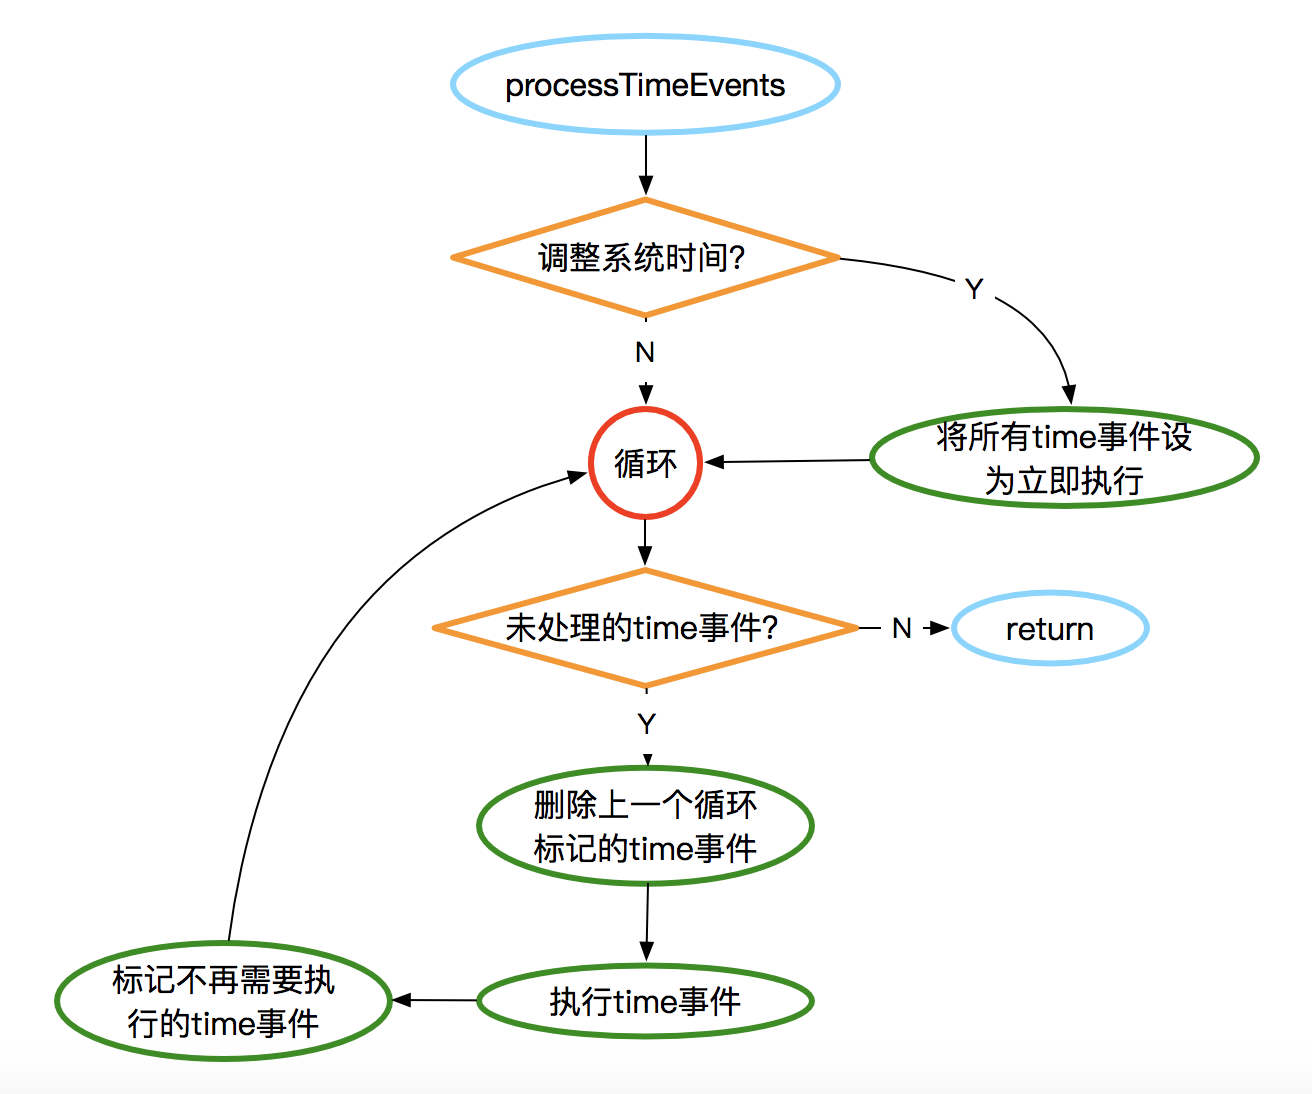 processTimeEvents
调整系统时间?
Y
N
将所有time事件设
为立即执行
循环
未处理的time事件?
N
return
Y
删除上一个循环
标记的time事件
标记不再需要执
行的time事件
执行time事件